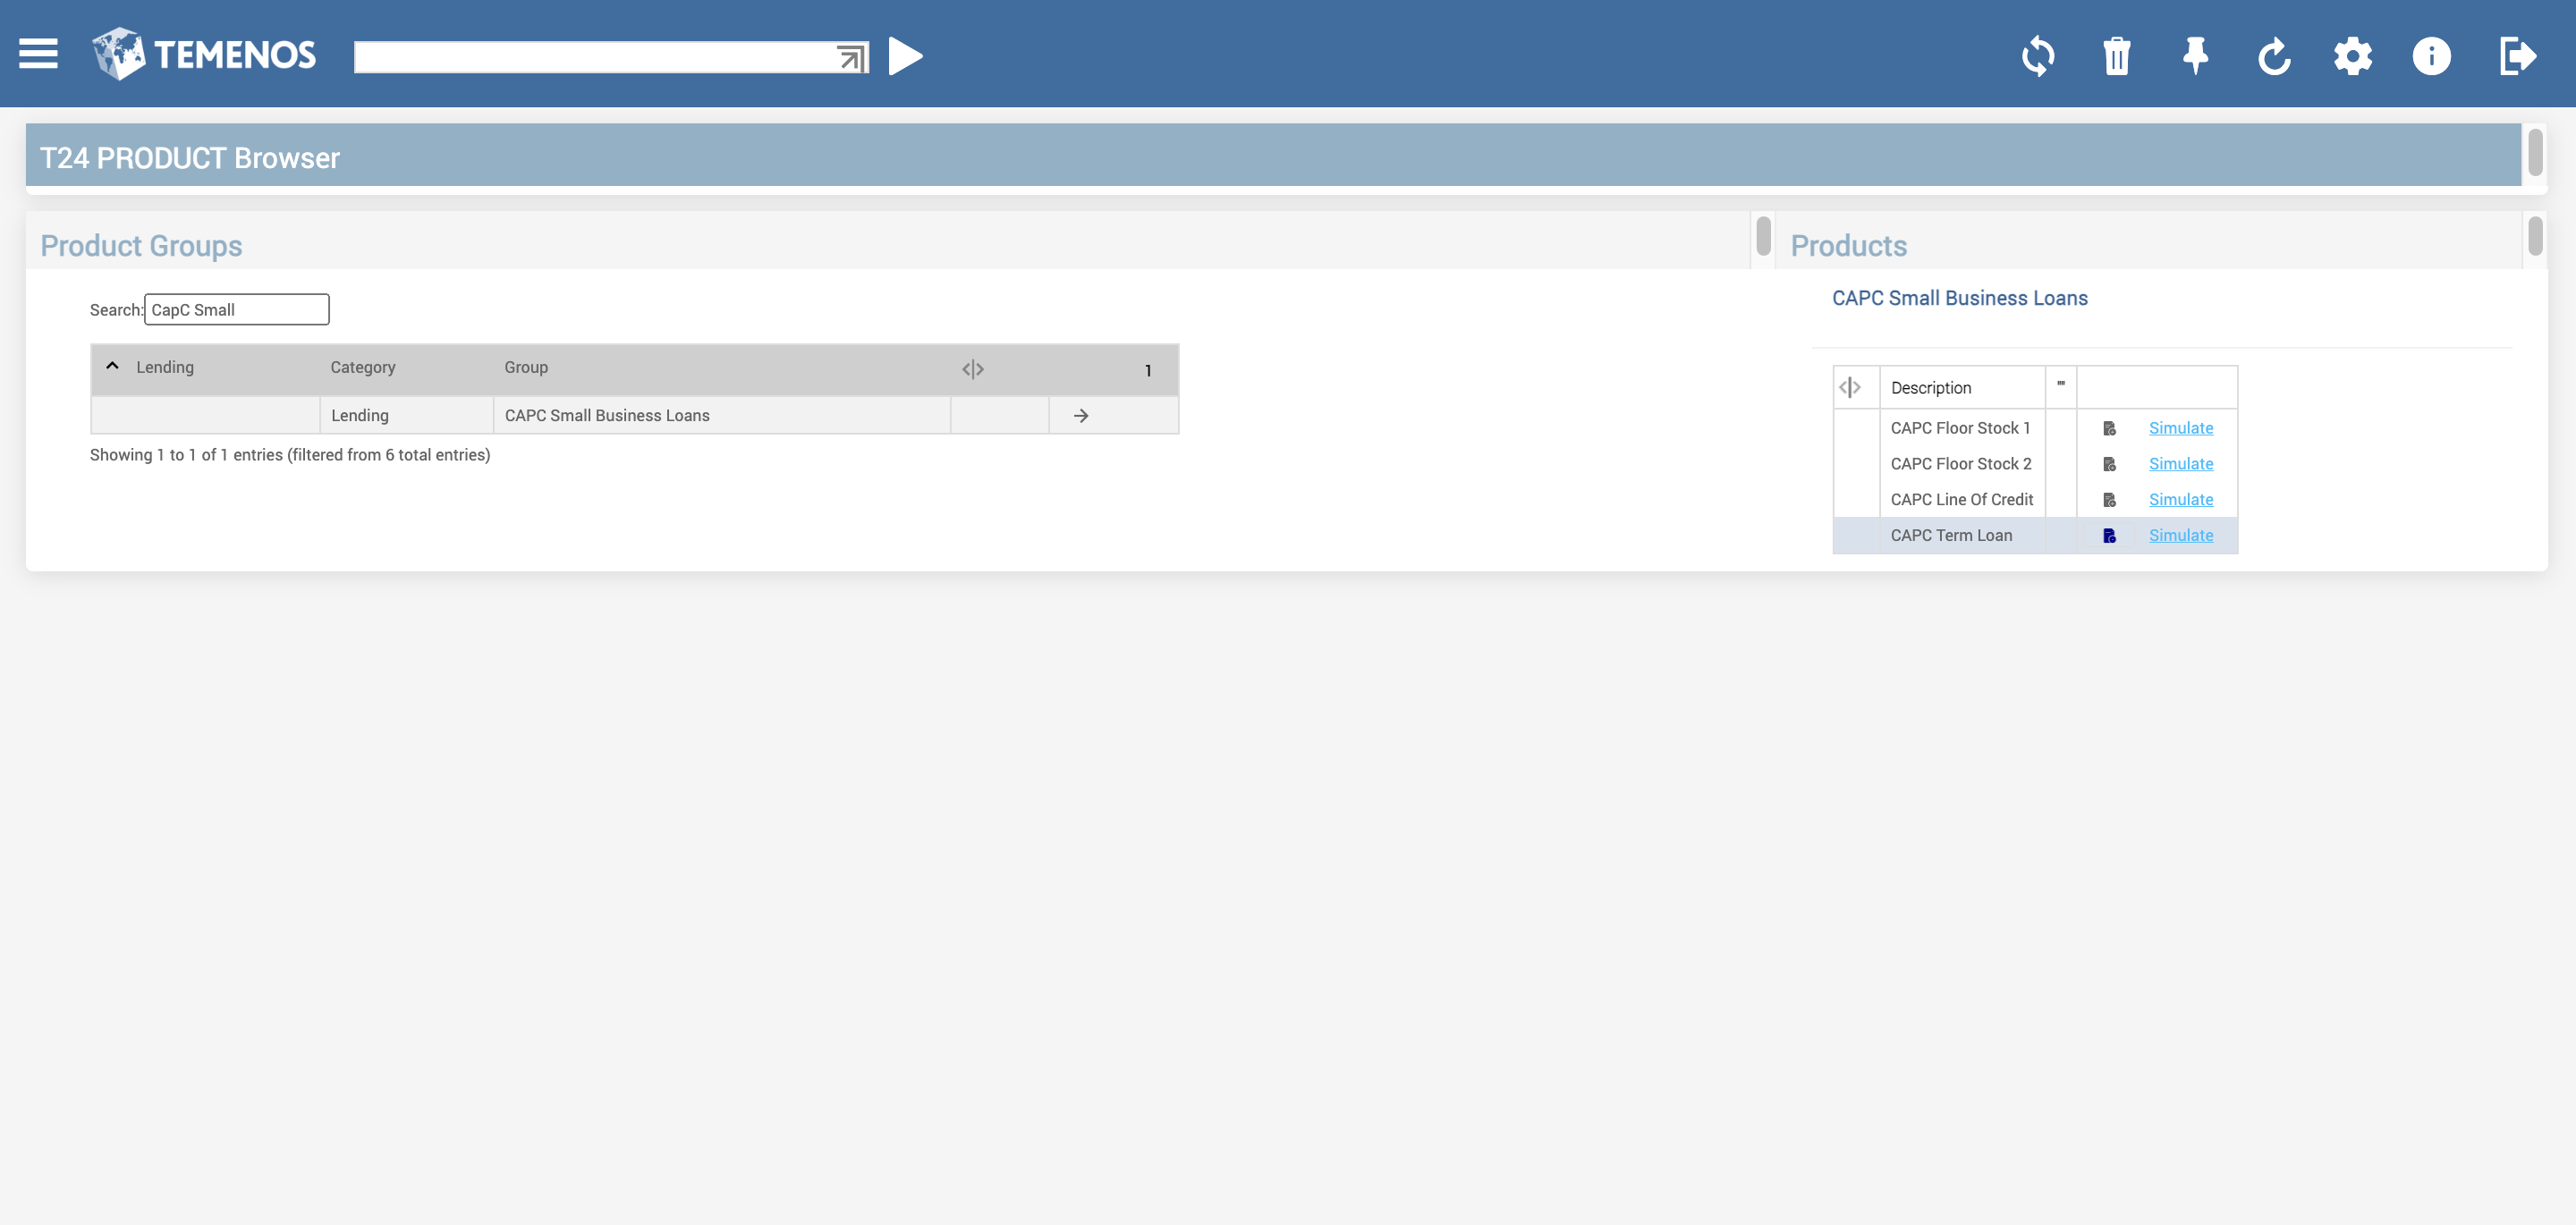 TEMENOS
T24 PRODUCT Browser
Product Groups
Search: CapC Small
Lending Category Group 1
Lending CAPC Small Business Loans
Showing 1 to 1 of 1 entries (filtered from 6 total entries)
Products
CAPC Small Business Loans
Description ""
CAPC Floor Stock 1 Simulate
CAPC Floor Stock 2 Simulate
CAPC Line Of Credit Simulate
CAPC Term Loan Simulate